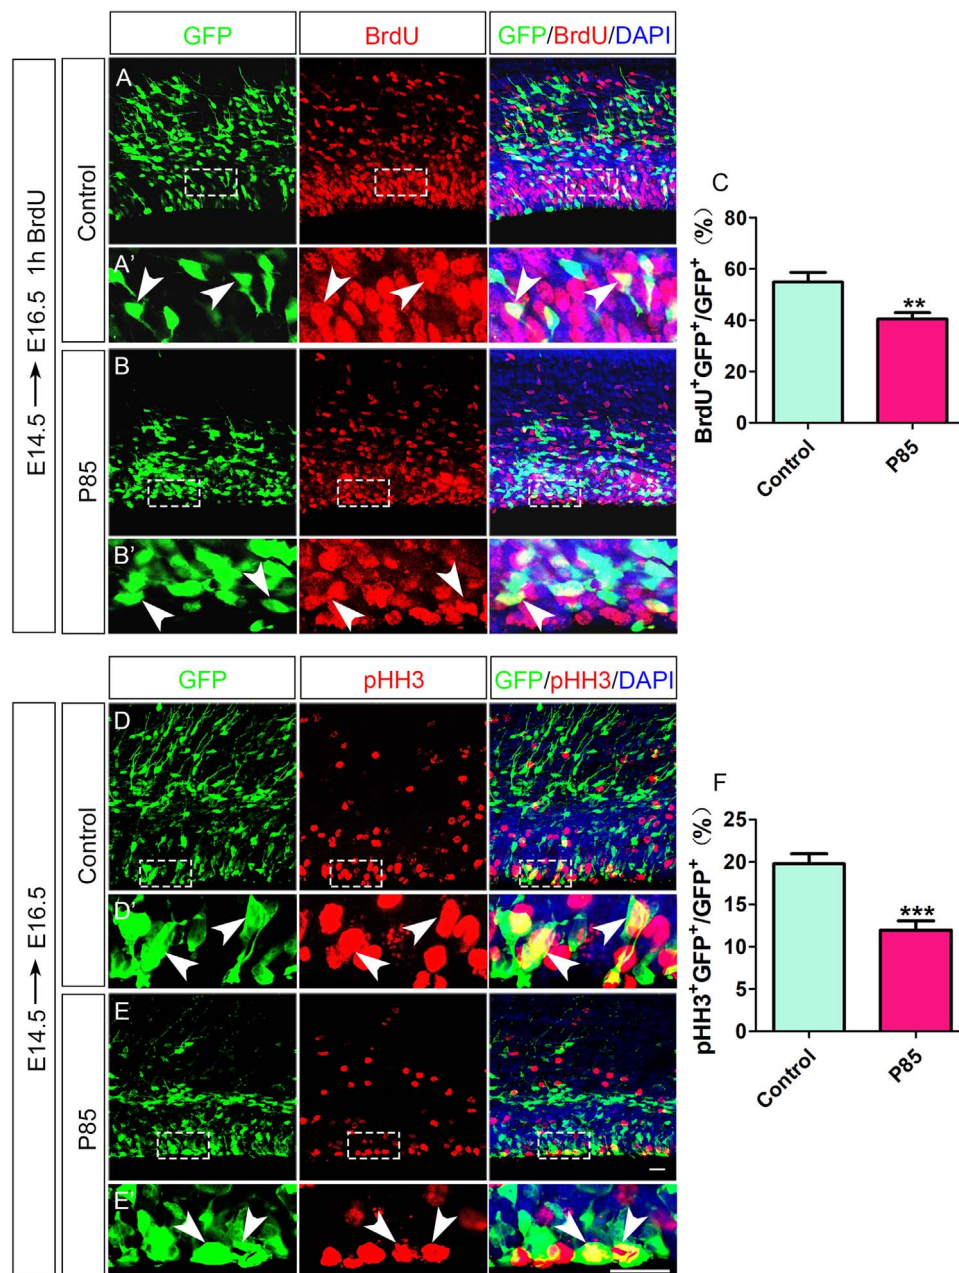 GFP
BrdU
GFP/BrdU/DAPI
E14.5 → E16.5 1h BrdU
Control
A
A'
P85
B
B'
C
BrdU⁺GFP⁺/GFP⁺ (%)
80
60
40
20
0
**
Control
P85
GFP
pHH3
GFP/pHH3/DAPI
E14.5 → E16.5
Control
D
D'
P85
E
E'
F
pHH3⁺GFP⁺/GFP⁺ (%)
25
20
15
10
5
0
***
Control
P85